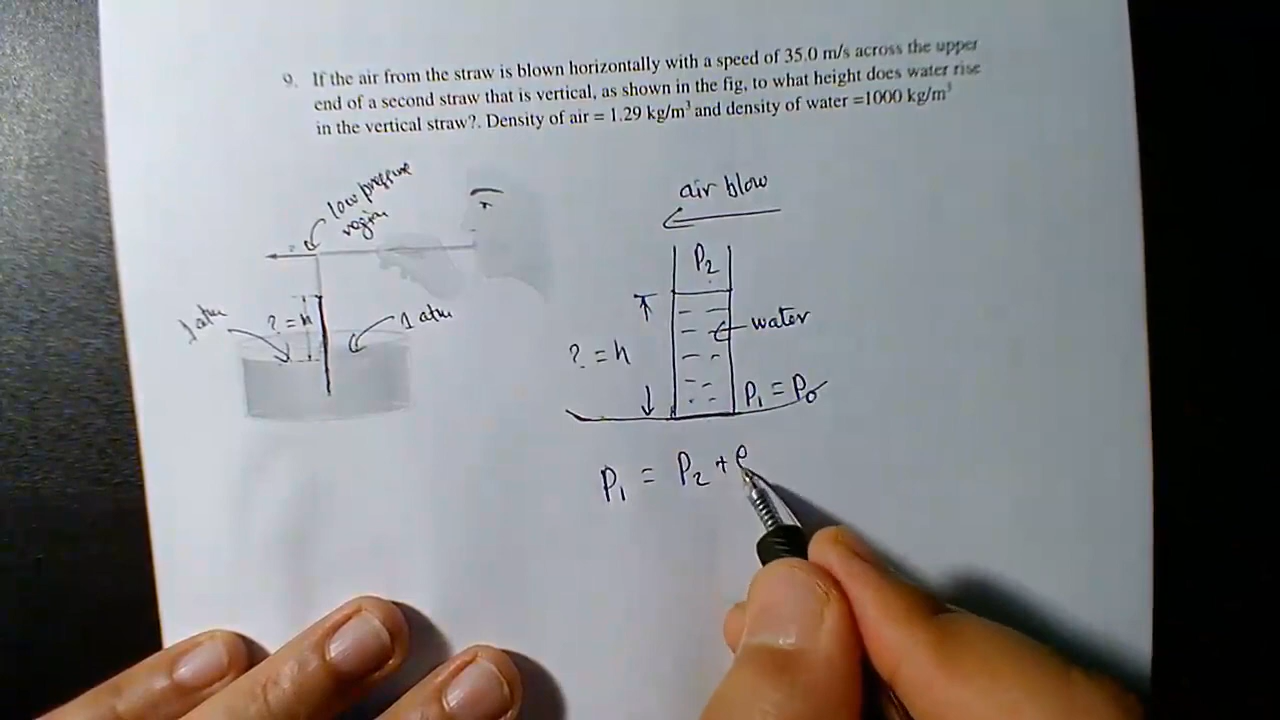 9. If the air from the straw is blown horizontally with a speed of 35.0 m/s across the upper
end of a second straw that is vertical, as shown in the fig, to what height does water rise
in the vertical straw?. Density of air = 1.29 kg/m³ and density of water =1000 kg/m³
low pressure
region
air blow
P₂
1 atm
? = h
1 atm
water
? = h
P₁ = P₀
P₁ = P₂ + ρ